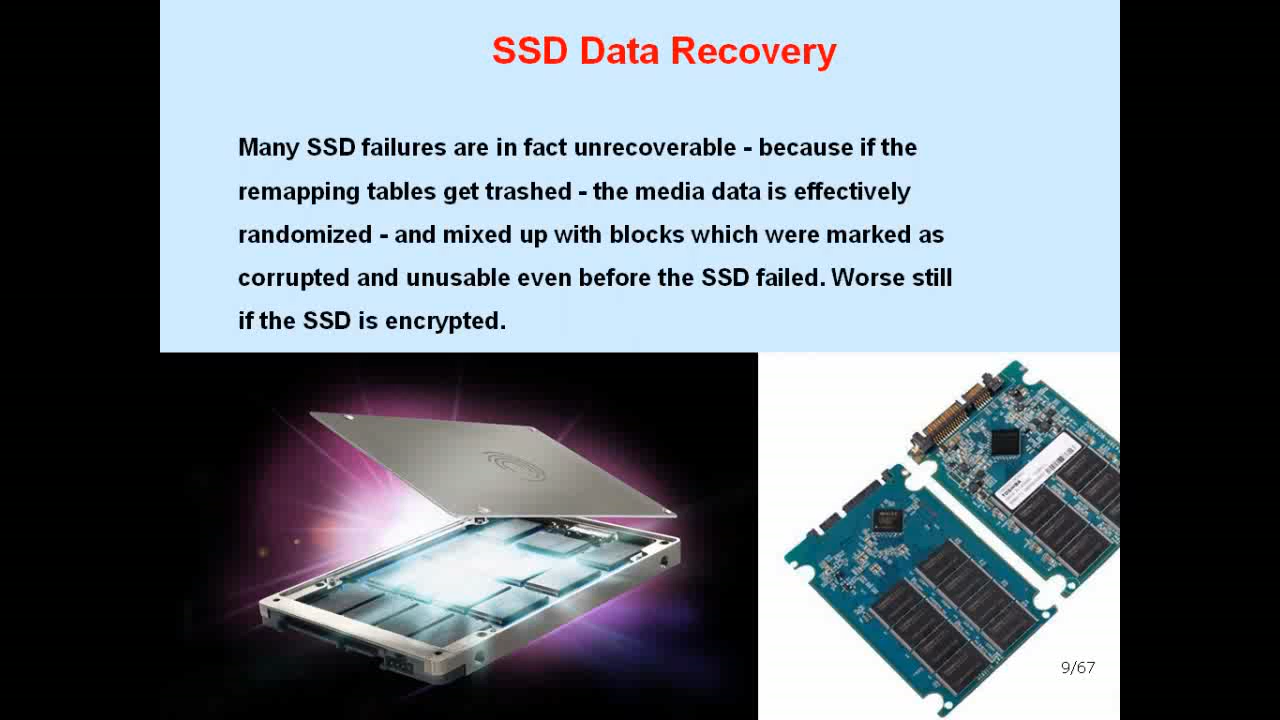 SSD Data Recovery
Many SSD failures are in fact unrecoverable - because if the
remapping tables get trashed - the media data is effectively
randomized - and mixed up with blocks which were marked as
corrupted and unusable even before the SSD failed. Worse still
if the SSD is encrypted.
TOSHIBA
9/67